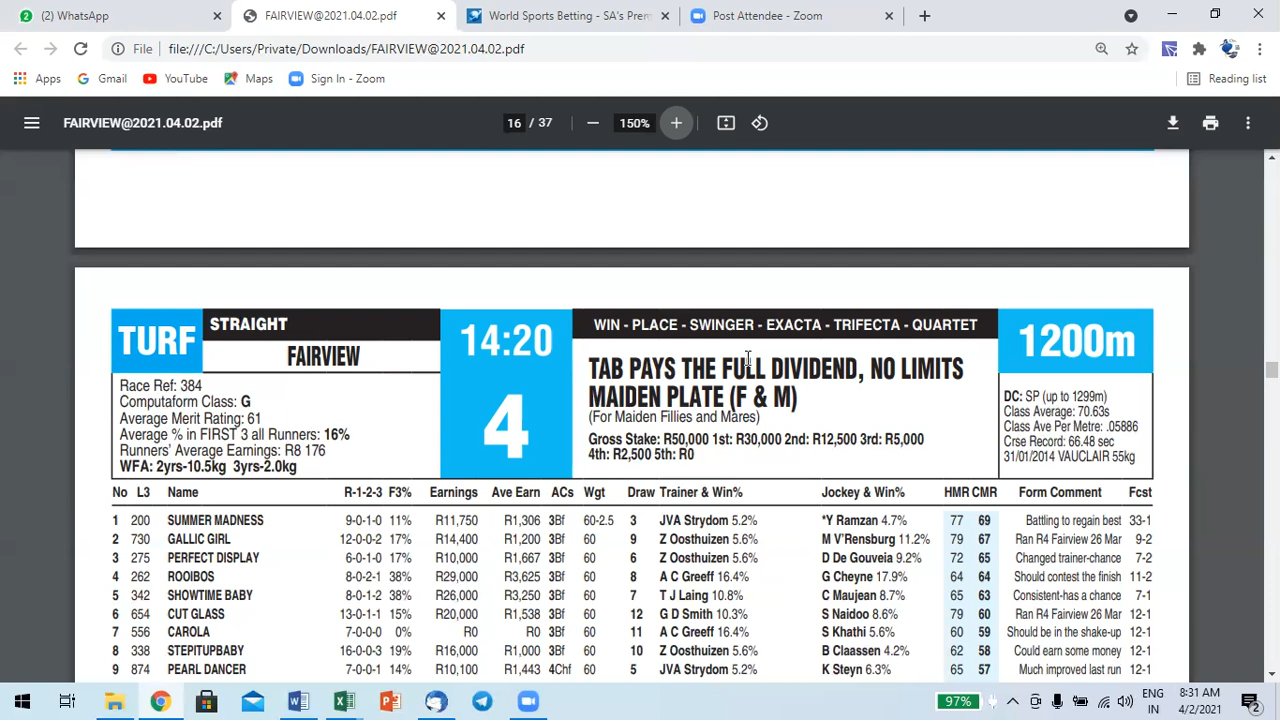 (2) WhatsApp
FAIRVIEW@2021.04.02.pdf
World Sports Betting - SA's Prem
Post Attendee - Zoom
File
file:///C:/Users/Private/Downloads/FAIRVIEW@2021.04.02.pdf
Apps
Gmail
YouTube
Maps
Sign In - Zoom
Reading list
FAIRVIEW@2021.04.02.pdf
16 / 37
150%
TURF
STRAIGHT
FAIRVIEW
Race Ref: 384
Computaform Class: G
Average Merit Rating: 61
Average % in FIRST 3 all Runners: 16%
Runners' Average Earnings: R8 176
WFA: 2yrs-10.5kg 3yrs-2.0kg
14:20
4
WIN - PLACE - SWINGER - EXACTA - TRIFECTA - QUARTET
TAB PAYS THE FULL DIVIDEND, NO LIMITS
MAIDEN PLATE (F & M)
(For Maiden Fillies and Mares)
Gross Stake: R50,000 1st: R30,000 2nd: R12,500 3rd: R5,000
4th: R2,500 5th: R0
1200m
DC: SP (up to 1299m)
Class Average: 70.63s
Class Ave Per Metre: .05886
Crse Record: 66.48 sec
31/01/2014 VAUCLAIR 55kg
No L3 Name R-1-2-3 F3% Earnings Ave Earn ACs Wgt Draw Trainer & Win% Jockey & Win% HMR CMR Form Comment Fcst
1 200 SUMMER MADNESS 9-0-1-0 11% R11,750 R1,306 3Bf 60-2.5 3 JVA Strydom 5.2% *Y Ramzan 4.7% 77 69 Battling to regain best 33-1
2 730 GALLIC GIRL 12-0-0-2 17% R14,400 R1,200 3Bf 60 9 Z Oosthuizen 5.6% M V'Rensburg 11.2% 79 67 Ran R4 Fairview 26 Mar 9-2
3 275 PERFECT DISPLAY 6-0-1-0 17% R10,000 R1,667 3Bf 60 6 Z Oosthuizen 5.6% D De Gouveia 9.2% 72 65 Changed trainer-chance 7-2
4 262 ROOIBOS 8-0-2-1 38% R29,000 R3,625 3Bf 60 8 A C Greeff 16.4% G Cheyne 17.9% 64 64 Should contest the finish 11-2
5 342 SHOWTIME BABY 8-0-1-2 38% R26,000 R3,250 3Bf 60 7 T J Laing 10.8% C Maujean 8.7% 65 63 Consistent-has a chance 7-1
6 654 CUT GLASS 13-0-1-1 15% R20,000 R1,538 3Bf 60 12 G D Smith 10.3% S Naidoo 8.6% 79 60 Ran R4 Fairview 26 Mar 12-1
7 556 CAROLA 7-0-0-0 0% R0 R0 3Bf 60 11 A C Greeff 16.4% S Khathi 5.6% 60 59 Should be in the shake-up 12-1
8 338 STEPITUPBABY 16-0-0-3 19% R16,000 R1,000 3Bf 60 10 Z Oosthuizen 5.6% B Claassen 4.2% 62 58 Could earn some money 12-1
9 874 PEARL DANCER 7-0-0-1 14% R10,100 R1,443 4Chf 60 5 JVA Strydom 5.2% K Steyn 6.3% 65 57 Much improved last run 12-1
97%
ENG
IN
8:31 AM
4/2/2021
2